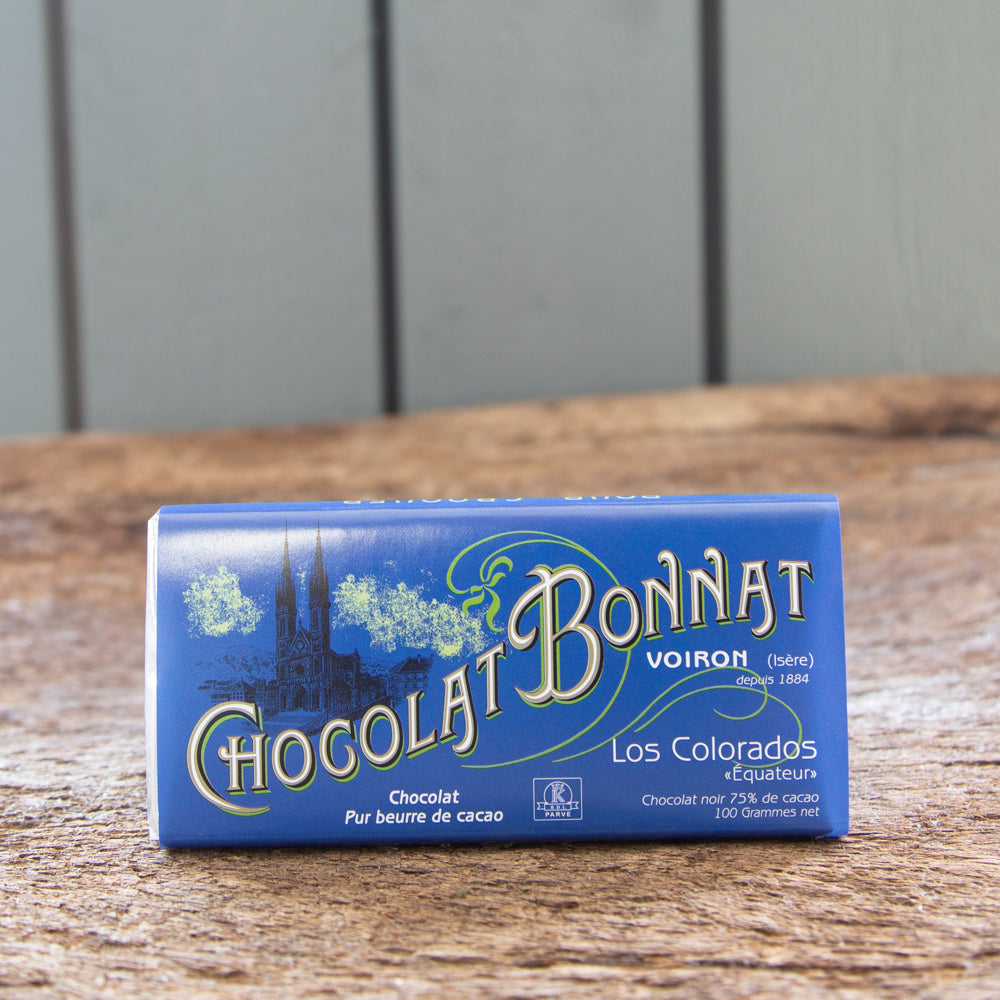 CHOCOLAT BONNAT
VOIRON (Isère)
depuis 1884
Los Colorados
«Équateur»
Chocolat noir 75% de cacao
100 Grammes net
Chocolat
Pur beurre de cacao
K
BDL
PARVE